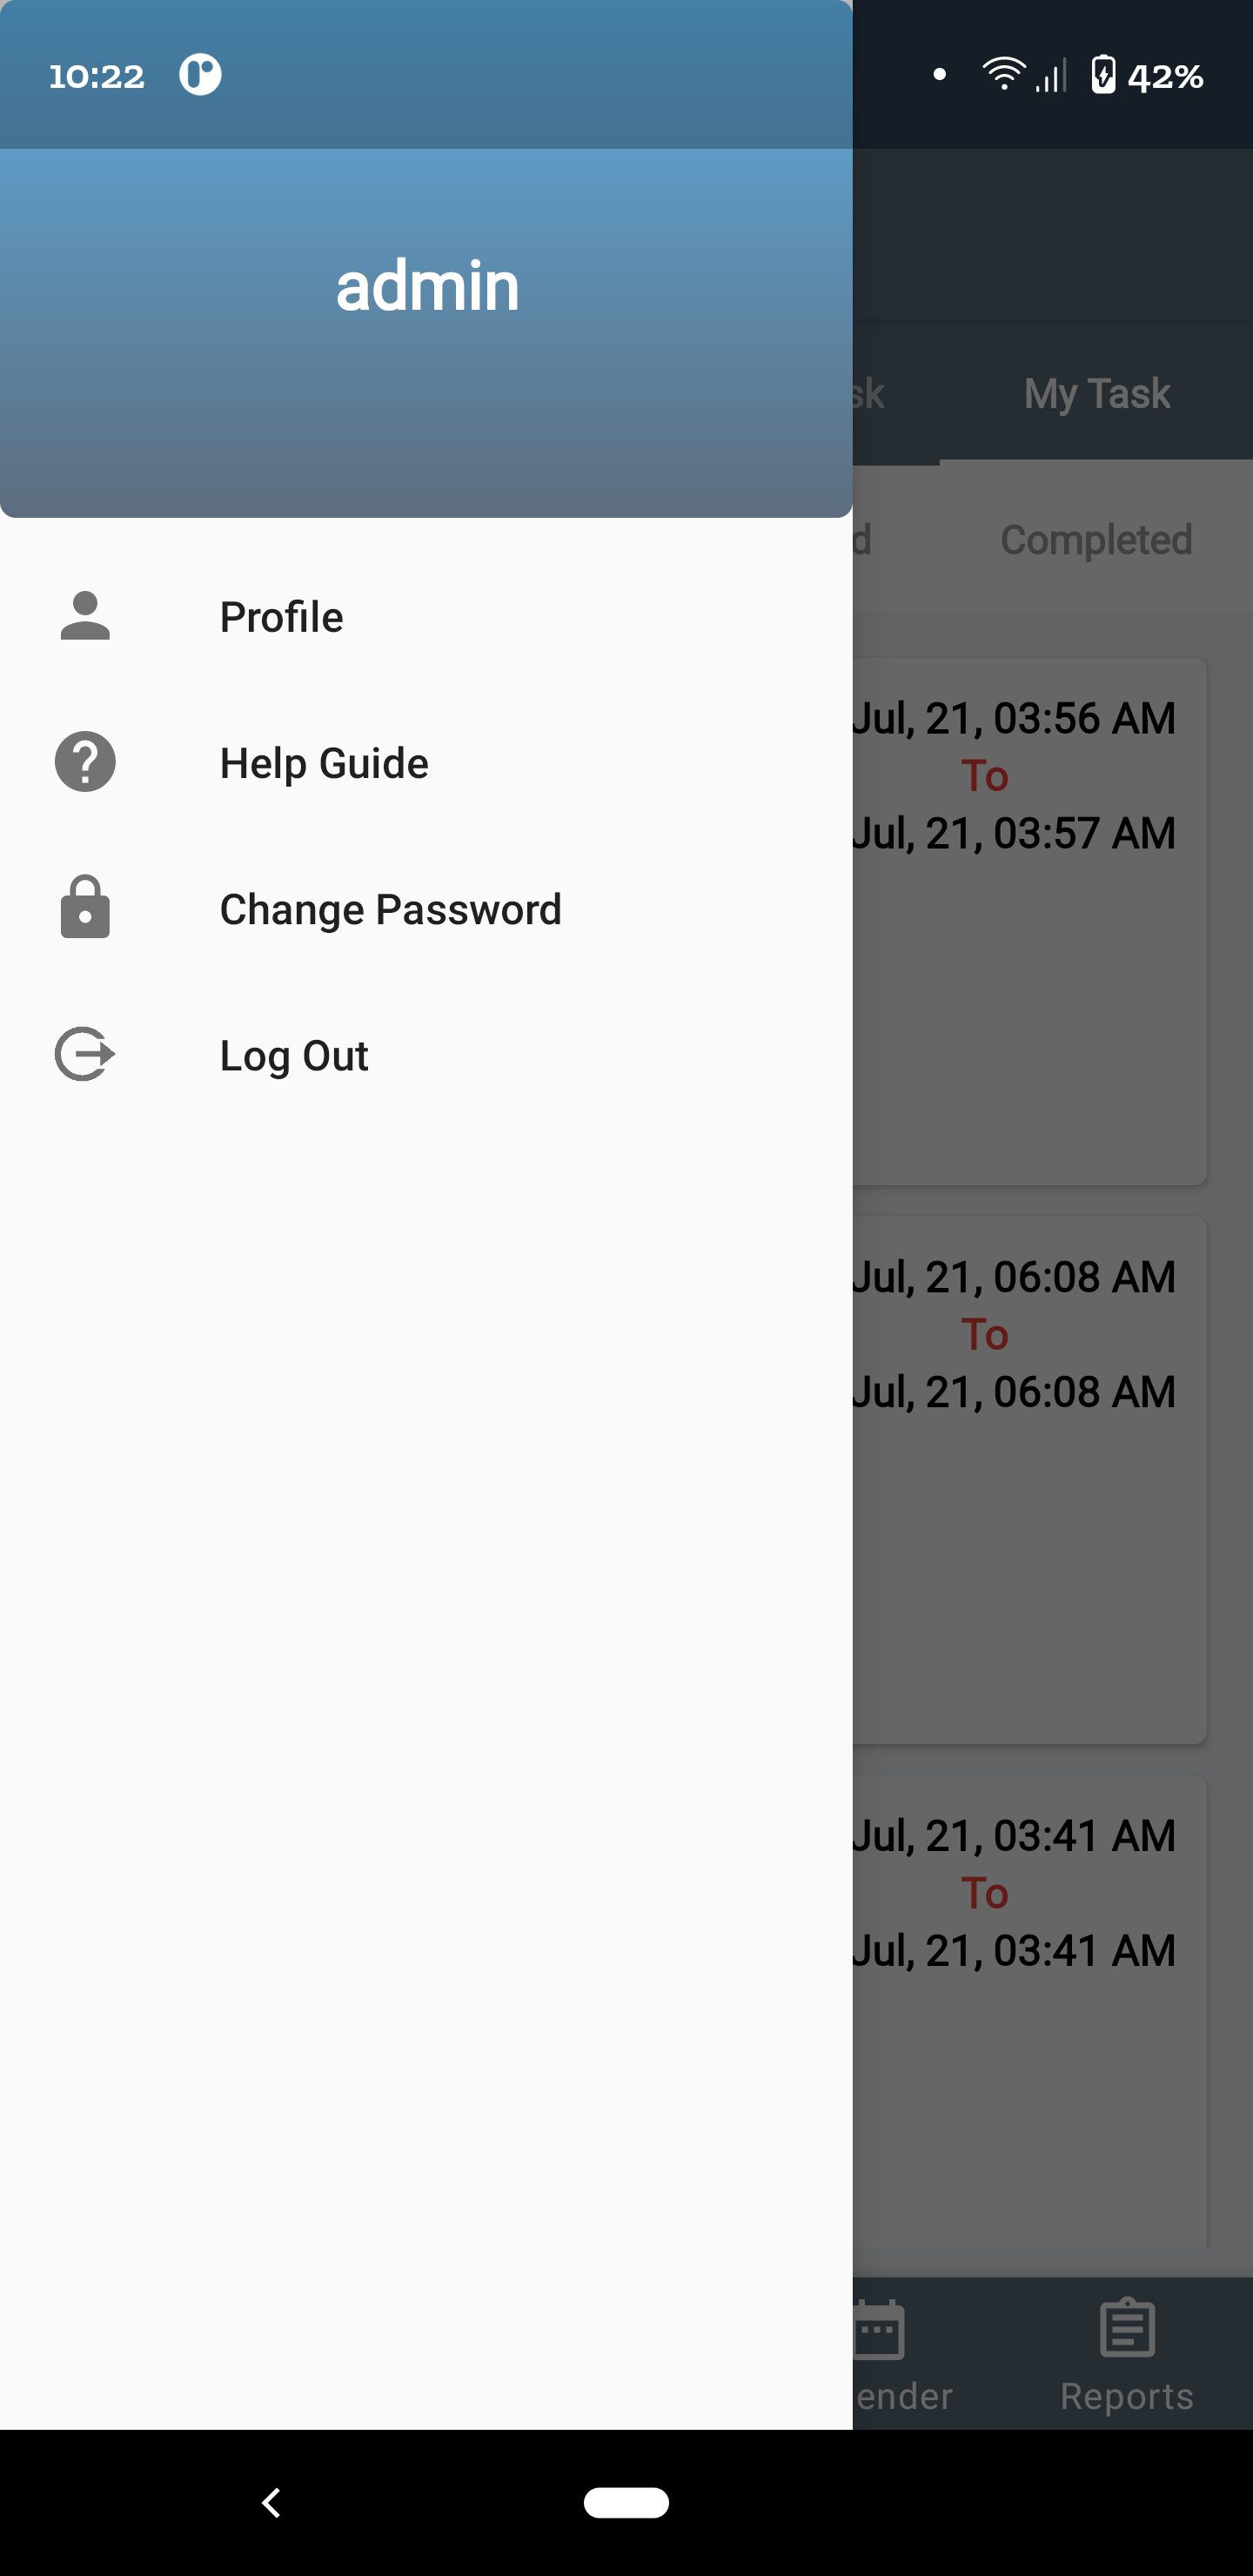 10:22
42%
admin
sk
My Task
d
Completed
Profile
Help Guide
Change Password
Log Out
Jul, 21, 03:56 AM
To
Jul, 21, 03:57 AM
Jul, 21, 06:08 AM
To
Jul, 21, 06:08 AM
Jul, 21, 03:41 AM
To
Jul, 21, 03:41 AM
ender
Reports